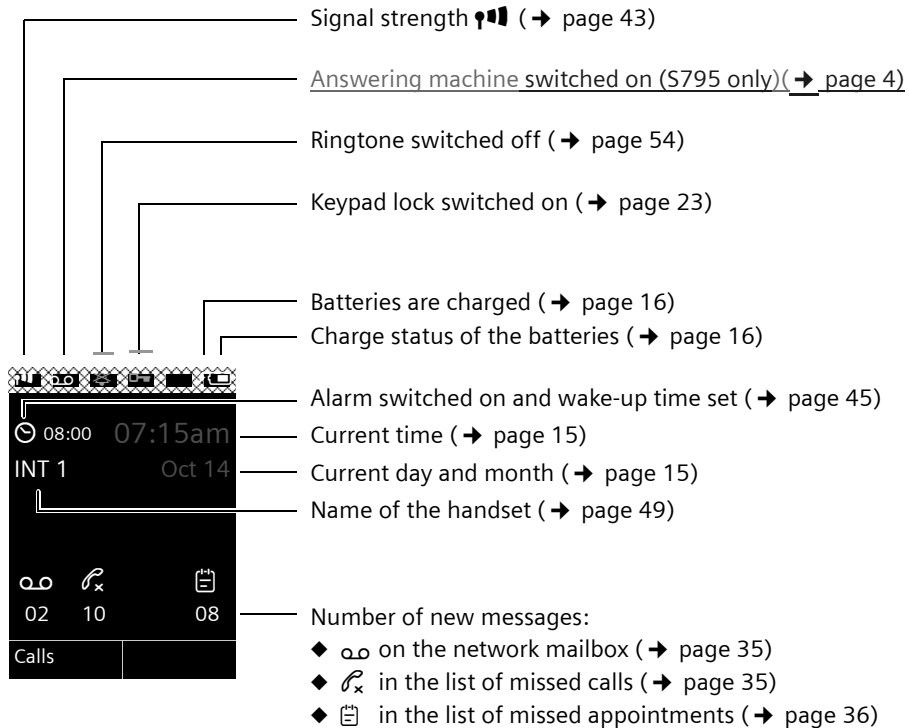 Signal strength (➔ page 43)
Answering machine switched on (S795 only)(➔ page 4)
Ringtone switched off (➔ page 54)
Keypad lock switched on (➔ page 23)
Batteries are charged (➔ page 16)
Charge status of the batteries (➔ page 16)
Alarm switched on and wake-up time set (➔ page 45)
08:00 07:15am
Current time (➔ page 15)
INT 1 Oct 14
Current day and month (➔ page 15)
Name of the handset (➔ page 49)
02 10 08
Number of new messages:
◆ on the network mailbox (➔ page 35)
Calls
◆ in the list of missed calls (➔ page 35)
◆ in the list of missed appointments (➔ page 36)